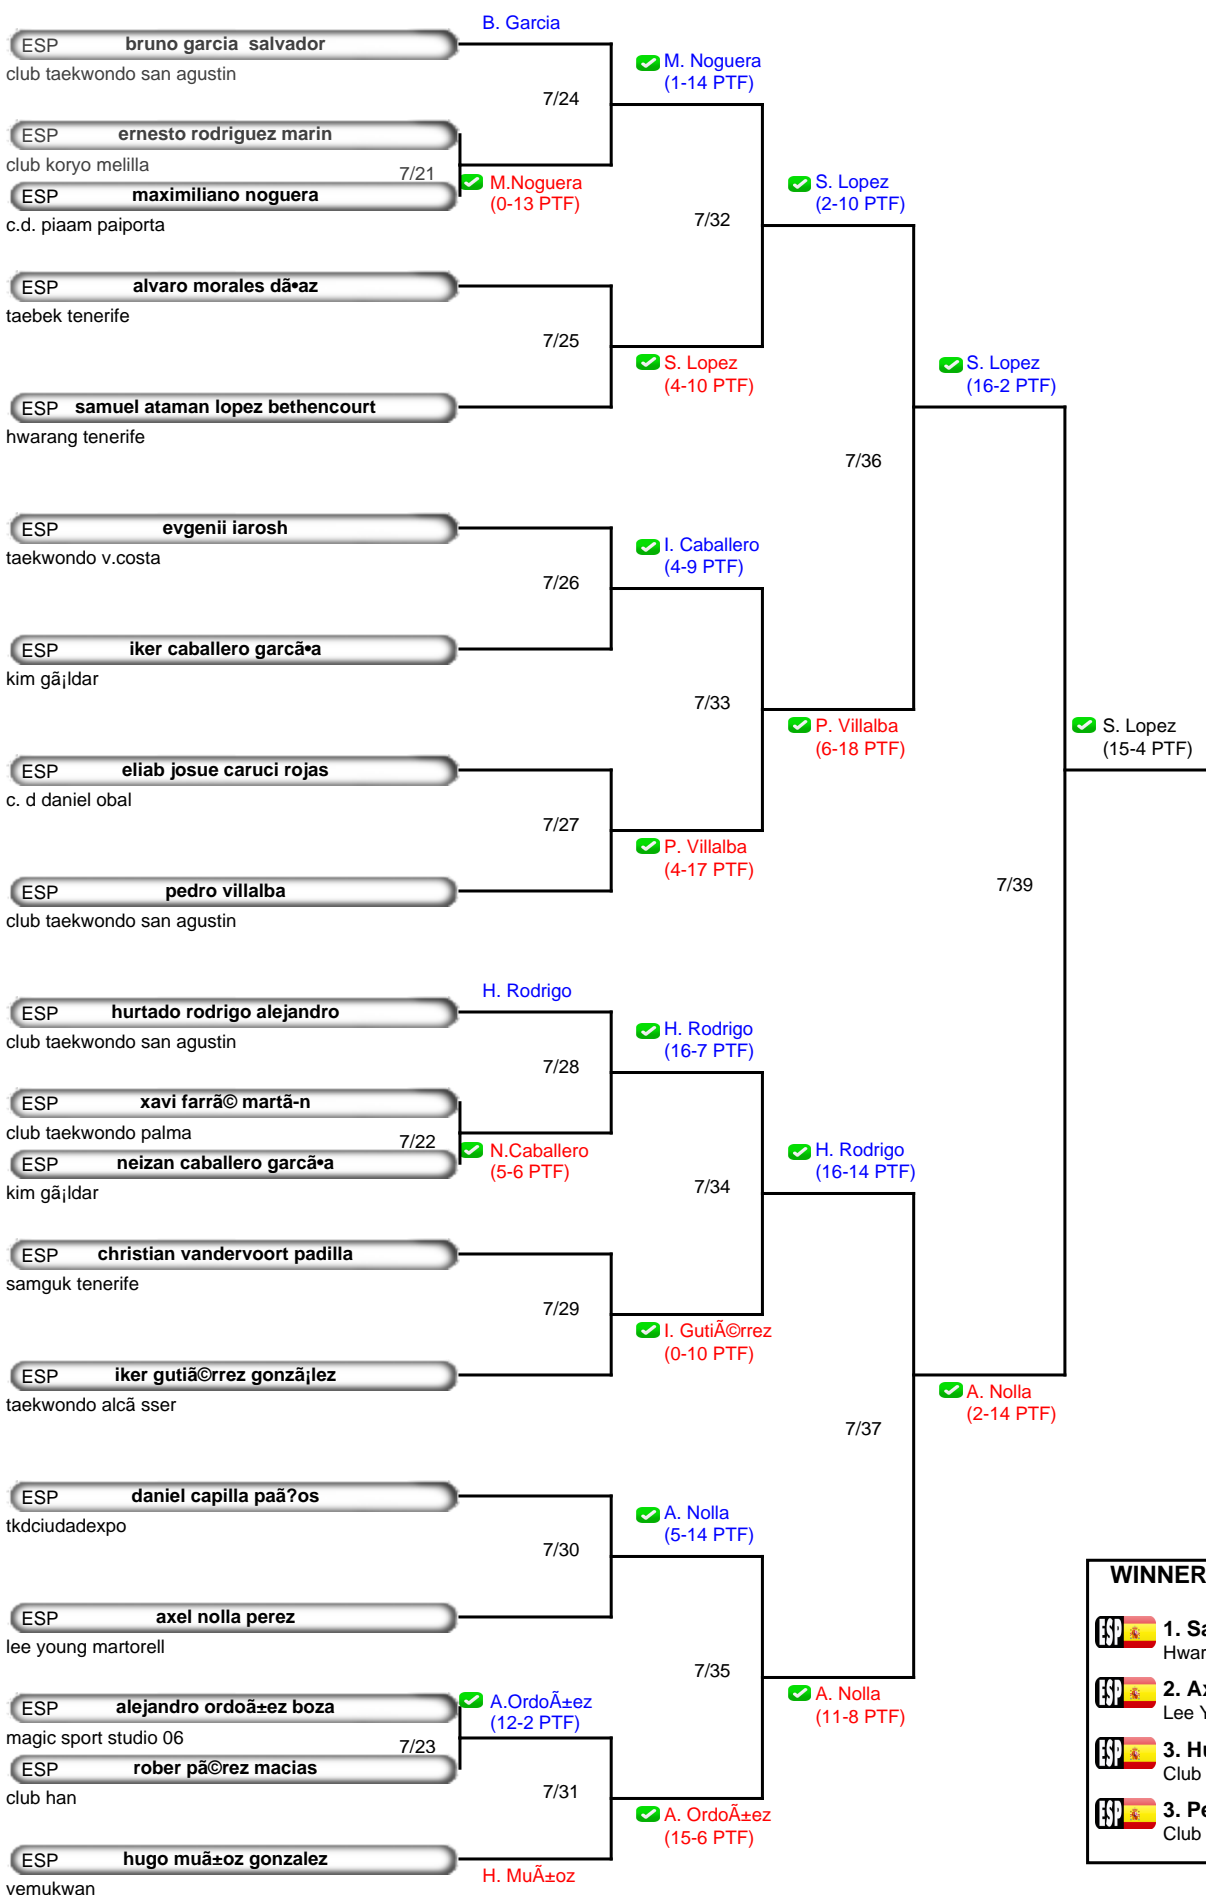 B. Garcia
ESP bruno garcia  salvador
club taekwondo san agustin
M. Noguera
(1-14 PTF)
7/24
ESP ernesto rodriguez marin
club koryo melilla
7/21
ESP maximiliano noguera
M.Noguera
(0-13 PTF)
c.d. piaam paiporta
S. Lopez
(2-10 PTF)
7/32
ESP alvaro morales dã•az
taebek tenerife
7/25
S. Lopez
(4-10 PTF)
S. Lopez
(16-2 PTF)
ESP samuel ataman lopez bethencourt
hwarang tenerife
7/36
ESP evgenii iarosh
taekwondo v.costa
I. Caballero
(4-9 PTF)
7/26
ESP iker caballero garcã•a
kim gã¡ldar
7/33
P. Villalba
(6-18 PTF)
S. Lopez
(15-4 PTF)
ESP eliab josue caruci rojas
c. d daniel obal
7/27
P. Villalba
(4-17 PTF)
ESP pedro villalba
club taekwondo san agustin
7/39
H. Rodrigo
ESP hurtado rodrigo alejandro
club taekwondo san agustin
H. Rodrigo
(16-7 PTF)
7/28
ESP xavi farrã© martã-n
club taekwondo palma
7/22
ESP neizan caballero garcã•a
N.Caballero
(5-6 PTF)
kim gã¡ldar
H. Rodrigo
(16-14 PTF)
7/34
ESP christian vandervoort padilla
samguk tenerife
7/29
I. GutiÃ©rrez
(0-10 PTF)
ESP iker gutiã©rrez gonzã¡lez
taekwondo alcã sser
A. Nolla
(2-14 PTF)
7/37
ESP daniel capilla paã?os
tkdciudadexpo
A. Nolla
(5-14 PTF)
7/30
ESP axel nolla perez
lee young martorell
7/35
A. Nolla
(11-8 PTF)
ESP alejandro ordoã±ez boza
magic sport studio 06
A.OrdoÃ±ez
(12-2 PTF)
7/23
ESP rober pã©rez macias
club han
7/31
A. OrdoÃ±ez
(15-6 PTF)
ESP hugo muã±oz gonzalez
H. MuÃ±oz
yemukwan
WINNER
ESP 1. Sa
Hwar
ESP 2. Ax
Lee Y
ESP 3. Hu
Club
ESP 3. Pe
Club